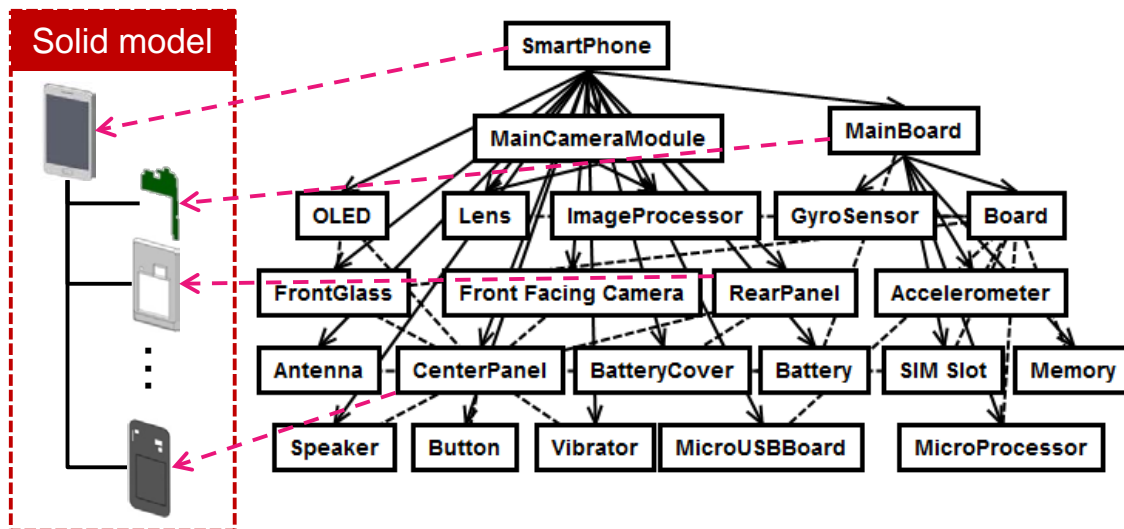 Solid model
SmartPhone
MainCameraModule
MainBoard
OLED
Lens
ImageProcessor
GyroSensor
Board
FrontGlass
Front Facing Camera
RearPanel
Accelerometer
Antenna
CenterPanel
BatteryCover
Battery
SIM Slot
Memory
Speaker
Button
Vibrator
MicroUSBBoard
MicroProcessor